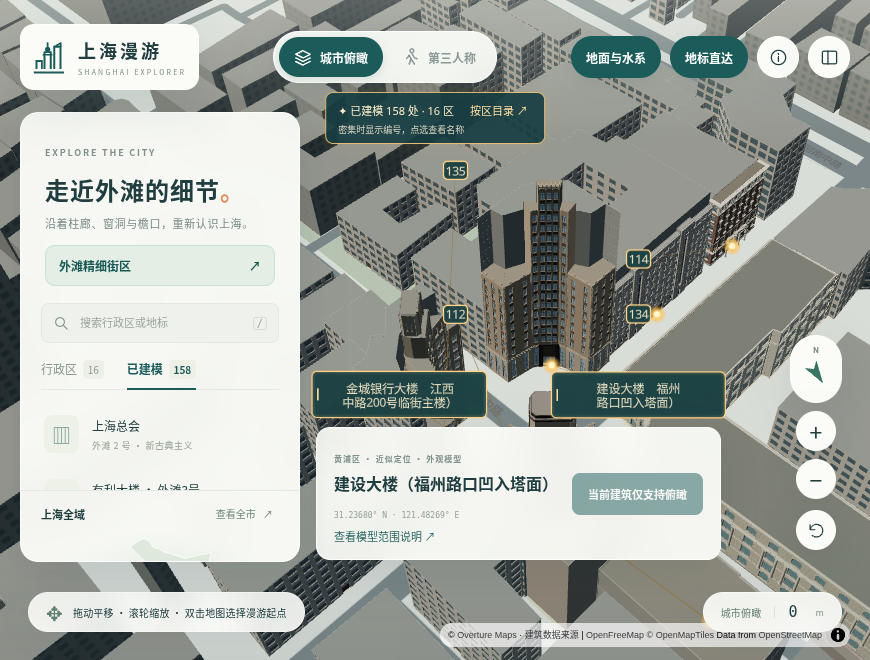 上海漫游
SHANGHAI EXPLORER
城市俯瞰
第三人称
地面与水系
地标直达
✦ 已建模 158 处 · 16 区 按区目录 ↗
密集时显示编号，点选查看名称
EXPLORE THE CITY
走近外滩的细节。
沿着柱廊、窗洞与檐口，重新认识上海。
外滩精细街区 ↗
搜索行政区或地标 /
行政区 16
已建模 158
上海总会
外滩 2 号 · 新古典主义
有利大楼 · 外滩3号
上海全域
查看全市 ↗
135
114
112
134
金城银行大楼 江西
中路200号临街主楼）
建设大楼 福州
路口凹入塔面）
黄浦区 · 近似定位 · 外观模型
建设大楼（福州路口凹入塔面）
31.23680° N · 121.48269° E
查看模型范围说明 ↗
当前建筑仅支持俯瞰
N
+
−
拖动平移 · 滚轮缩放 · 双击地图选择漫游起点
城市俯瞰 0 m
© Overture Maps · 建筑数据来源 | OpenFreeMap © OpenMapTiles Data from OpenStreetMap